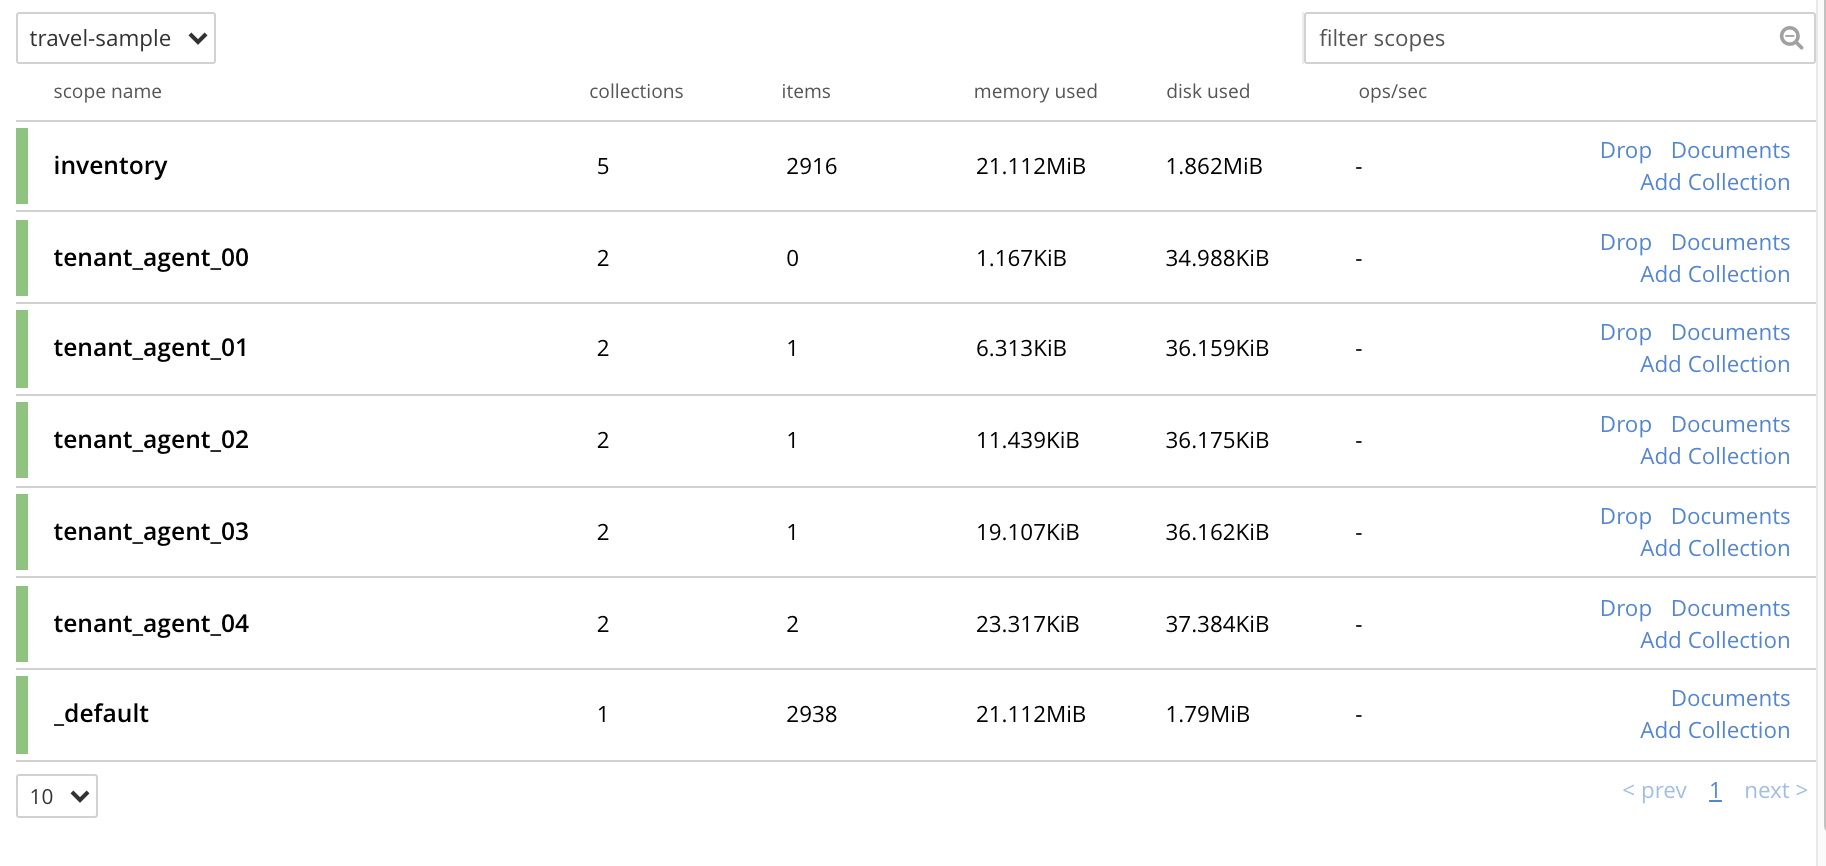 travel-sample
filter scopes
scope name collections items memory used disk used ops/sec
inventory 5 2916 21.112MiB 1.862MiB - Drop Documents
Add Collection
tenant_agent_00 2 0 1.167KiB 34.988KiB - Drop Documents
Add Collection
tenant_agent_01 2 1 6.313KiB 36.159KiB - Drop Documents
Add Collection
tenant_agent_02 2 1 11.439KiB 36.175KiB - Drop Documents
Add Collection
tenant_agent_03 2 1 19.107KiB 36.162KiB - Drop Documents
Add Collection
tenant_agent_04 2 2 23.317KiB 37.384KiB - Drop Documents
Add Collection
_default 1 2938 21.112MiB 1.79MiB - Documents
Add Collection
10 < prev 1 next >